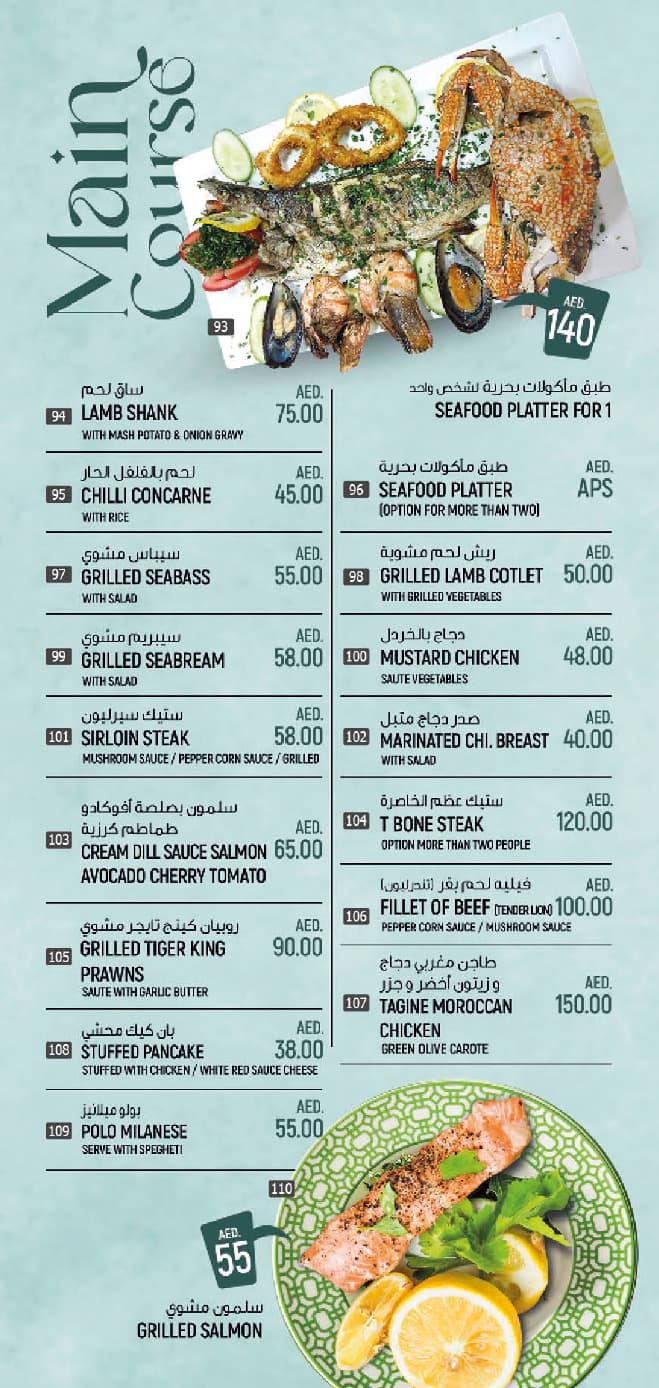 Main
Course
93
AED.
140
طبق مأكولات بحرية لشخص واحد
SEAFOOD PLATTER FOR 1
ساق لحم
94 LAMB SHANK
WITH MASH POTATO & ONION GRAVY
AED.
75.00
لحم بالفلفل الحار
95 CHILLI CONCARNE
WITH RICE
AED.
45.00
طبق مأكولات بحرية
96 SEAFOOD PLATTER
(OPTION FOR MORE THAN TWO)
AED.
APS
سيباس مشوي
97 GRILLED SEABASS
WITH SALAD
AED.
55.00
ريش لحم مشوية
98 GRILLED LAMB COTLET
WITH GRILLED VEGETABLES
AED.
50.00
سيبريم مشوي
99 GRILLED SEABREAM
WITH SALAD
AED.
58.00
دجاج بالخردل
100 MUSTARD CHICKEN
SAUTE VEGETABLES
AED.
48.00
ستيك سيرليون
101 SIRLOIN STEAK
MUSHROOM SAUCE / PEPPER CORN SAUCE / GRILLED
AED.
58.00
صدر دجاج متبل
102 MARINATED CHI. BREAST
WITH SALAD
AED.
40.00
سلمون بصلصة أفوكادو
طماطم كرزية
103 CREAM DILL SAUCE SALMON
AVOCADO CHERRY TOMATO
AED.
65.00
ستيك عظم الخاصرة
104 T BONE STEAK
OPTION MORE THAN TWO PEOPLE
AED.
120.00
روبيان كينج تايجر مشوي
105 GRILLED TIGER KING
PRAWNS
SAUTE WITH GARLIC BUTTER
AED.
90.00
فيليه لحم بقر (تندرليون)
106 FILLET OF BEEF (TENDER LION)
PEPPER CORN SAUCE / MUSHROOM SAUCE
AED.
100.00
طاجن مغربي دجاج
و زيتون أخضر و جزر
107 TAGINE MOROCCAN
CHICKEN
GREEN OLIVE CAROTE
AED.
150.00
بان كيك محشي
108 STUFFED PANCAKE
STUFFED WITH CHICKEN / WHITE RED SAUCE CHEESE
AED.
38.00
بولو ميلانيز
109 POLO MILANESE
SERVE WITH SPEGHETI
AED.
55.00
110
AED.
55
سلمون مشوي
GRILLED SALMON